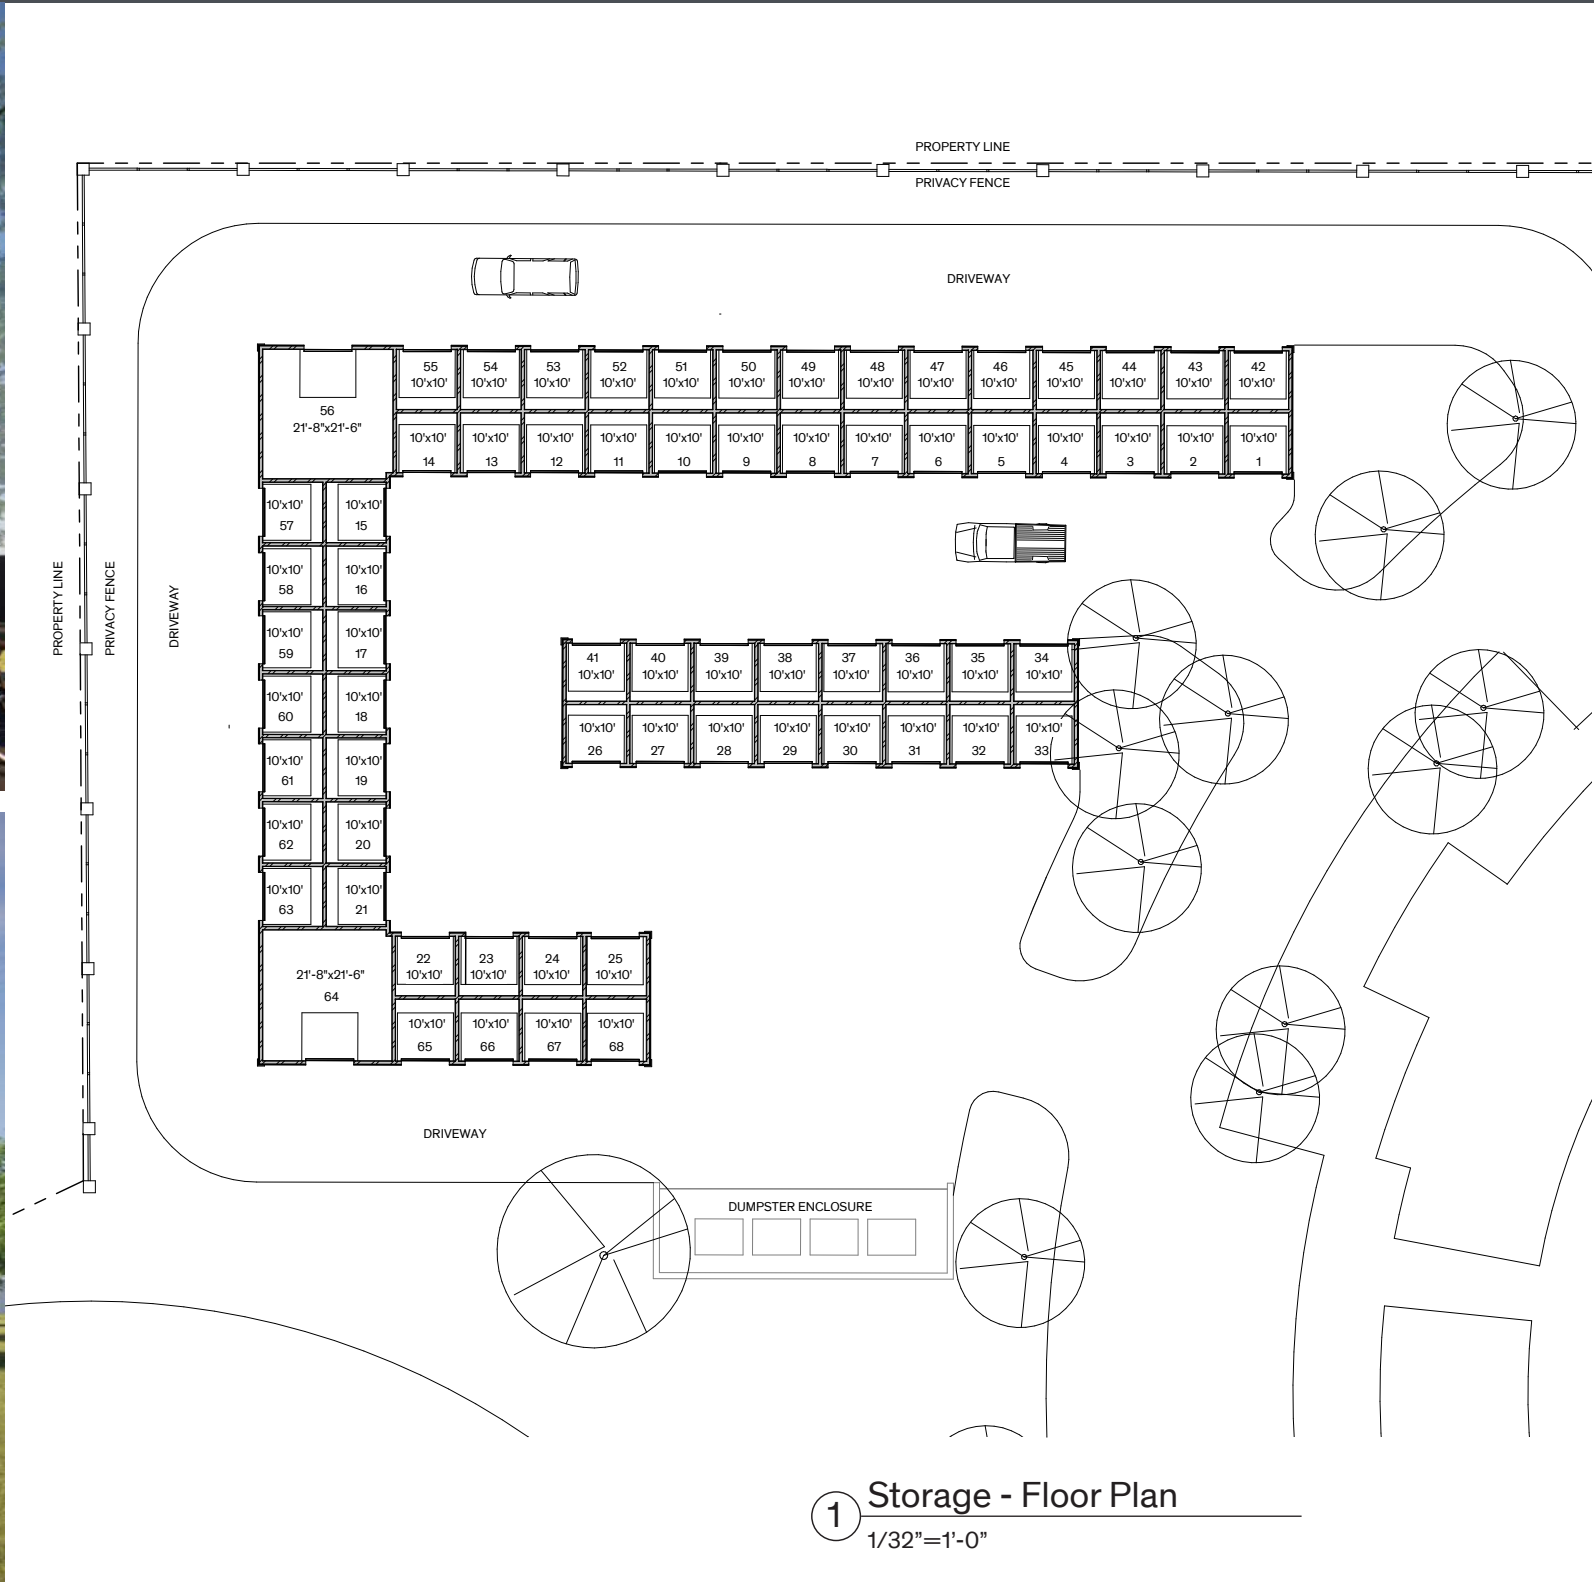 PROPERTY LINE
PRIVACY FENCE
DRIVEWAY
55 54 53 52 51 50 49 48 47 46 45 44 43 42
10'x10' 10'x10' 10'x10' 10'x10' 10'x10' 10'x10' 10'x10' 10'x10' 10'x10' 10'x10' 10'x10' 10'x10' 10'x10' 10'x10'
56
21'-8"x21'-6"
10'x10' 10'x10' 10'x10' 10'x10' 10'x10' 10'x10' 10'x10' 10'x10' 10'x10' 10'x10' 10'x10' 10'x10' 10'x10' 10'x10'
14 13 12 11 10 9 8 7 6 5 4 3 2 1
10'x10' 10'x10'
57 15
10'x10' 10'x10'
58 16
PROPERTY LINE
PRIVACY FENCE
DRIVEWAY
10'x10' 10'x10'
59 17
10'x10' 10'x10'
60 18
10'x10' 10'x10'
61 19
10'x10' 10'x10'
62 20
10'x10' 10'x10'
63 21
41 40 39 38 37 36 35 34
10'x10' 10'x10' 10'x10' 10'x10' 10'x10' 10'x10' 10'x10' 10'x10'
10'x10' 10'x10' 10'x10' 10'x10' 10'x10' 10'x10' 10'x10' 10'x10'
26 27 28 29 30 31 32 33
22 23 24 25
10'x10' 10'x10' 10'x10' 10'x10'
21'-8"x21'-6"
64
10'x10' 10'x10' 10'x10' 10'x10'
65 66 67 68
DRIVEWAY
DUMPSTER ENCLOSURE
1 Storage - Floor Plan
1/32”=1’-0”